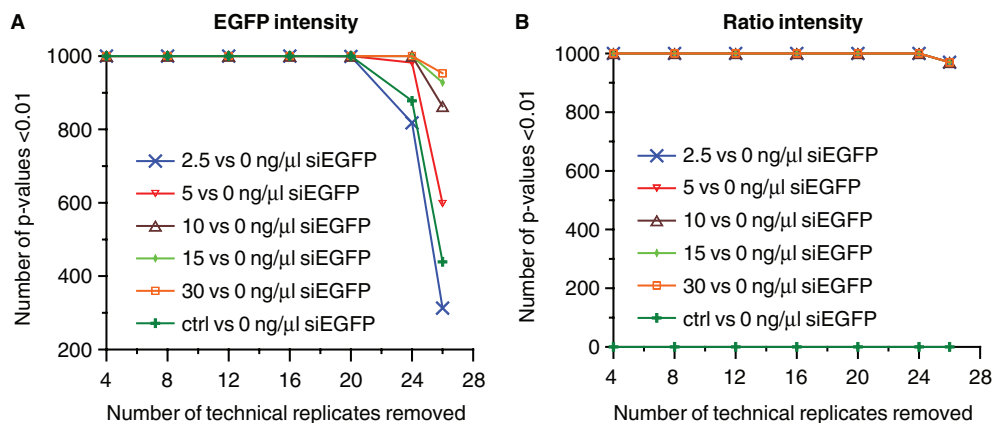 A
EGFP intensity
Number of p-values <0.01
1000
800
600
400
200
2.5 vs 0 ng/μl siEGFP
5 vs 0 ng/μl siEGFP
10 vs 0 ng/μl siEGFP
15 vs 0 ng/μl siEGFP
30 vs 0 ng/μl siEGFP
ctrl vs 0 ng/μl siEGFP
4 8 12 16 20 24 28
Number of technical replicates removed
B
Ratio intensity
Number of p-values <0.01
1000
800
600
400
200
0
2.5 vs 0 ng/μl siEGFP
5 vs 0 ng/μl siEGFP
10 vs 0 ng/μl siEGFP
15 vs 0 ng/μl siEGFP
30 vs 0 ng/μl siEGFP
ctrl vs 0 ng/μl siEGFP
4 8 12 16 20 24 28
Number of technical replicates removed